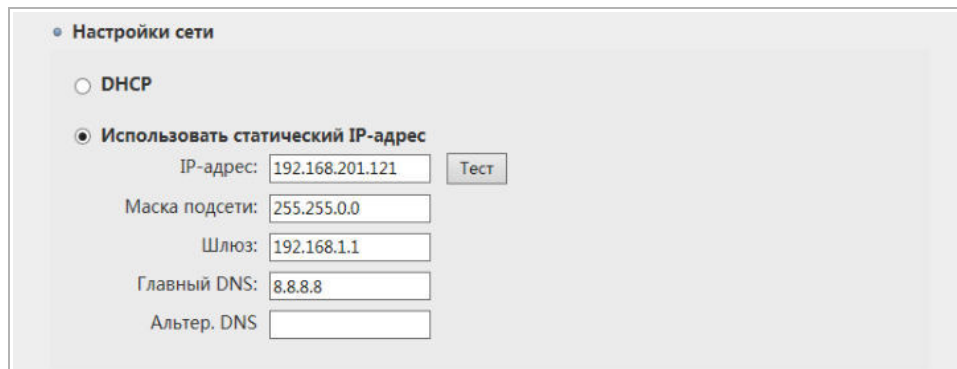 Настройки сети
DHCP
Использовать статический IP-адрес
IP-адрес: 192.168.201.121 Тест
Маска подсети: 255.255.0.0
Шлюз: 192.168.1.1
Главный DNS: 8.8.8.8
Альтер. DNS